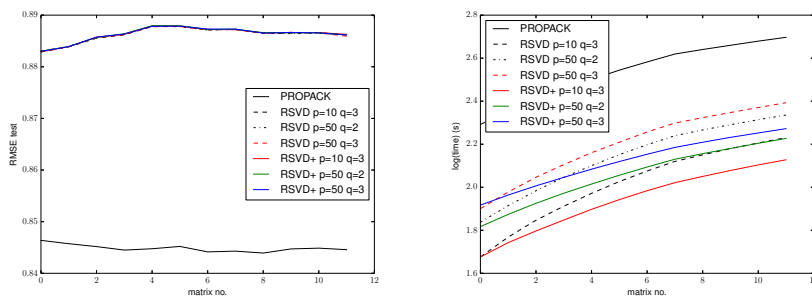 0.89
0.88
0.87
0.86
0.85
0.84
RMSE test
0 2 4 6 8 10 12
matrix no.
PROPACK
RSVD p=10 q=3
RSVD p=50 q=2
RSVD p=50 q=3
RSVD+ p=10 q=3
RSVD+ p=50 q=2
RSVD+ p=50 q=3
2.8
2.6
2.4
2.2
2.0
1.8
1.6
log(time) (s)
0 2 4 6 8 10 12
matrix no.
PROPACK
RSVD p=10 q=3
RSVD p=50 q=2
RSVD p=50 q=3
RSVD+ p=10 q=3
RSVD+ p=50 q=2
RSVD+ p=50 q=3